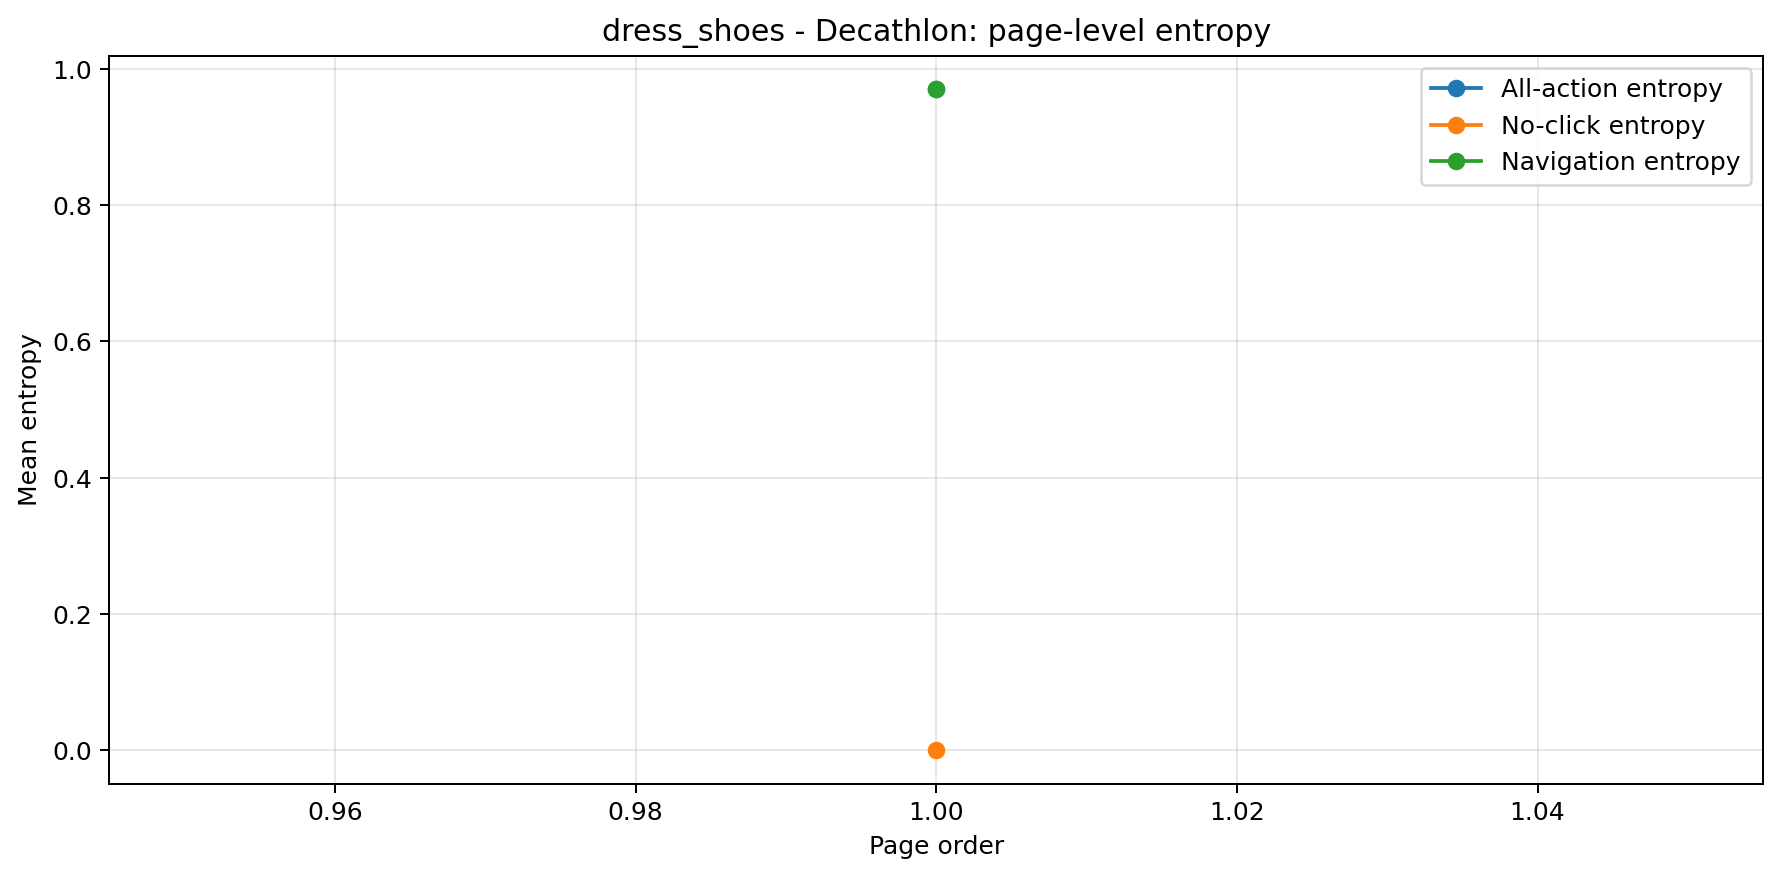 dress_shoes - Decathlon: page-level entropy
All-action entropy
No-click entropy
Navigation entropy
Mean entropy
1.0
0.8
0.6
0.4
0.2
0.0
0.96 0.98 1.00 1.02 1.04
Page order